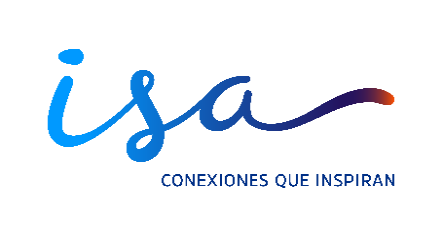 isa
CONEXIONES QUE INSPIRAN